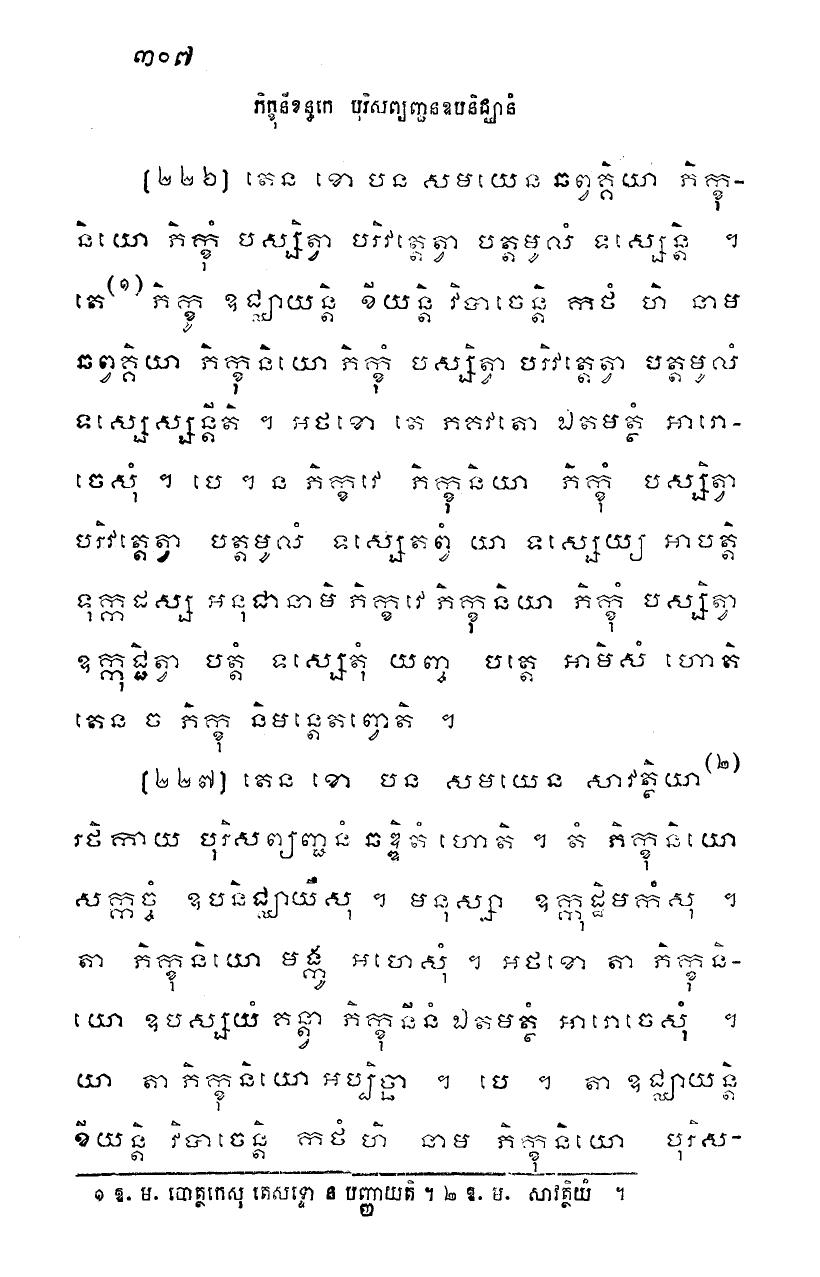 ៣០៧
ភិក្ខុនីខន្ធកេ បុរិសព្យញ្ជនឧបនិជ្ឈានំ
[២២៦] តេន ខោ បន សមយេន ឆព្វគ្គិយា ភិក្ខុ-
និយោ ភិក្ខុំ បស្សិត្វា បរិវត្តេត្វា បត្តមូលំ ទស្សេន្តិ ។
តេ(១) ភិក្ខូ ឧជ្ឈាយន្តិ ខីយន្តិ វិបាចេន្តិ កថំ ហិ នាម
ឆព្វគ្គិយា ភិក្ខុនិយោ ភិក្ខុំ បស្សិត្វា បរិវត្តេត្វា បត្តមូលំ
ទស្សេស្សន្តីតិ ។ អថខោ តេ ភគវតោ ឯតមត្ថំ អារោ-
ចេសុំ ។ បេ ។ ន ភិក្ខវេ ភិក្ខុនិយា ភិក្ខុំ បស្សិត្វា
បរិវត្តេត្វា បត្តមូលំ ទស្សេតព្វំ យា ទស្សេយ្យ អាបត្តិ
ទុក្កដស្ស អនុជានាមិ ភិក្ខវេ ភិក្ខុនិយា ភិក្ខុំ បស្សិត្វា
ឧក្កុជ្ជិត្វា បត្តំ ទស្សេតុំ យញ្ច បត្តេ អាមិសំ ហោតិ
តេន ច ភិក្ខុ និមន្តេតព្វោតិ ។
[២២៧] តេន ខោ បន សមយេន សាវត្ថិយា(២)
រថិកាយ បុរិសព្យញ្ជនំ ឆឌ្ឌិតំ ហោតិ ។ តំ ភិក្ខុនិយោ
សក្កច្ចំ ឧបនិជ្ឈាយឹសុ ។ មនុស្សា ឧក្កុដ្ឋិមកំសុ ។
តា ភិក្ខុនិយោ មង្កូ អហេសុំ ។ អថខោ តា ភិក្ខុនិ-
យោ ឧបស្សយំ គន្ត្វា ភិក្ខុនីនំ ឯតមត្ថំ អារោចេសុំ ។
យា តា ភិក្ខុនិយោ អប្បិច្ឆា ។ បេ ។ តា ឧជ្ឈាយន្តិ
ខីយន្តិ វិបាចេន្តិ កថំ ហិ នាម ភិក្ខុនិយោ បុរិស-
១ ឱ. ម. បោត្ថកេសុ តេសទ្ទោ ន បញ្ញាយតិ ។ ២ ឱ. ម. សាវត្ថិយំ ។